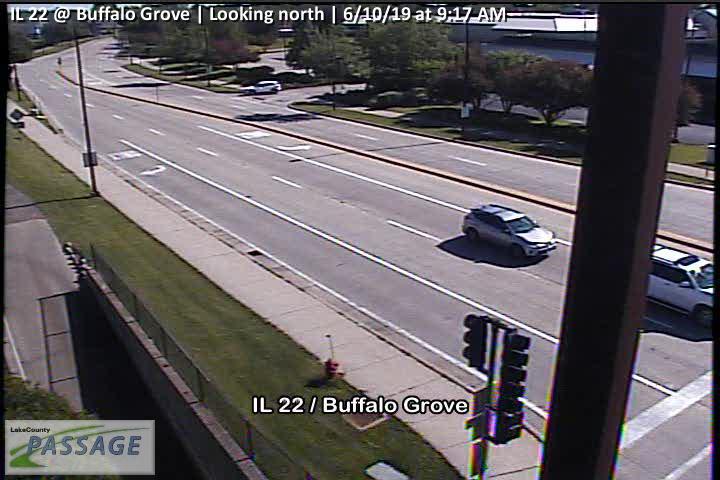 IL 22 @ Buffalo Grove | Looking north | 6/10/19 at 9:17 AM
IL 22 / Buffalo Grove
LakeCounty
PASSAGE